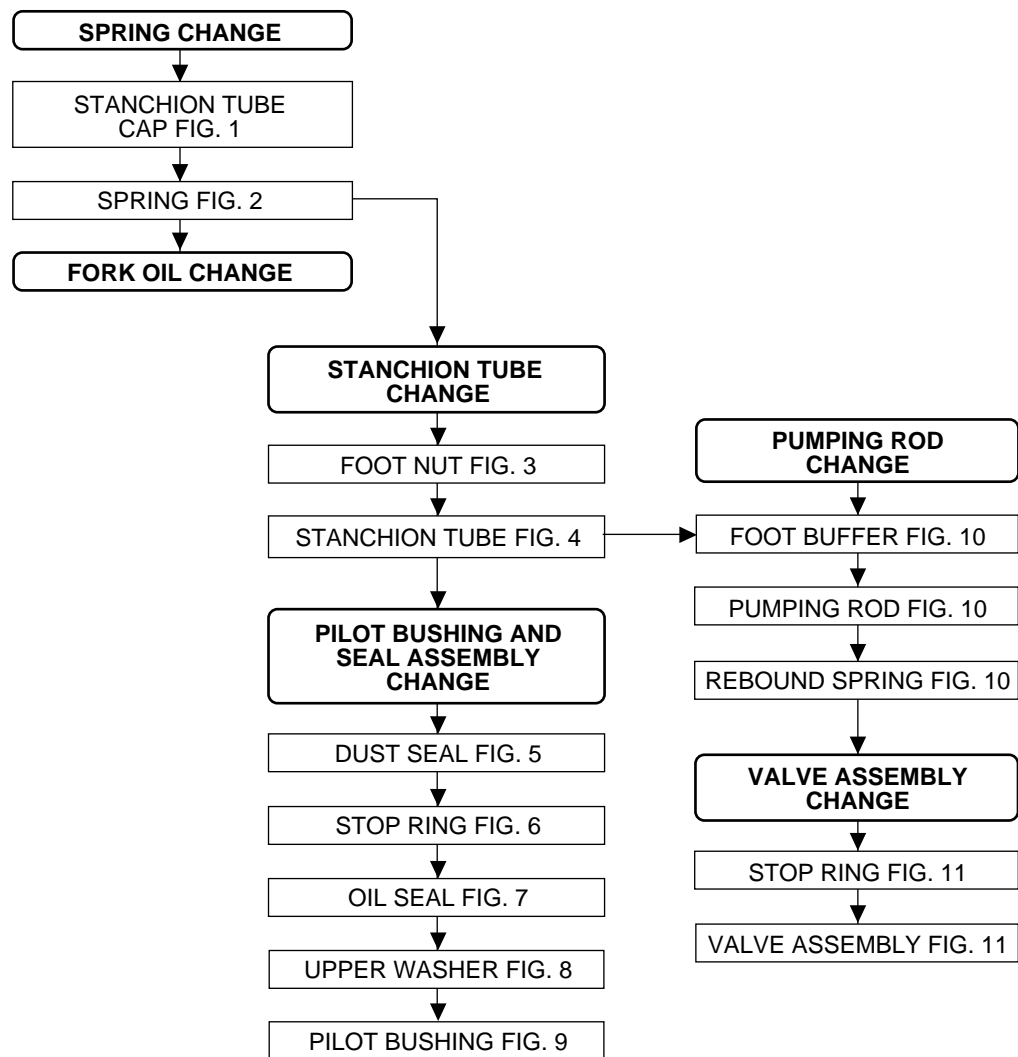 SPRING CHANGE
STANCHION TUBE
CAP FIG. 1
SPRING FIG. 2
FORK OIL CHANGE
STANCHION TUBE
CHANGE
FOOT NUT FIG. 3
STANCHION TUBE FIG. 4
PILOT BUSHING AND
SEAL ASSEMBLY
CHANGE
DUST SEAL FIG. 5
STOP RING FIG. 6
OIL SEAL FIG. 7
UPPER WASHER FIG. 8
PILOT BUSHING FIG. 9
PUMPING ROD
CHANGE
FOOT BUFFER FIG. 10
PUMPING ROD FIG. 10
REBOUND SPRING FIG. 10
VALVE ASSEMBLY
CHANGE
STOP RING FIG. 11
VALVE ASSEMBLY FIG. 11